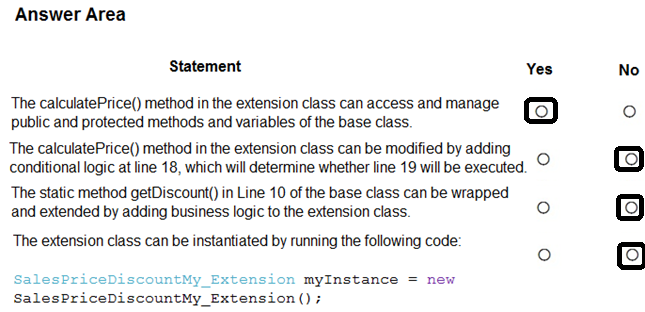 Answer Area
Statement Yes No
The calculatePrice() method in the extension class can access and manage
public and protected methods and variables of the base class.
The calculatePrice() method in the extension class can be modified by adding
conditional logic at line 18, which will determine whether line 19 will be executed.
The static method getDiscount() in Line 10 of the base class can be wrapped
and extended by adding business logic to the extension class.
The extension class can be instantiated by running the following code:
SalesPriceDiscountMy_Extension myInstance = new
SalesPriceDiscountMy_Extension();